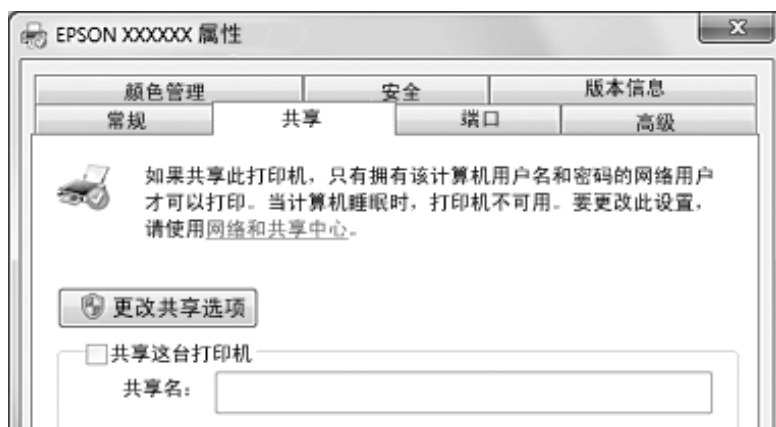 EPSON XXXXXX 属性
颜色管理 安全 版本信息
常规 共享 端口 高级
如果共享此打印机，只有拥有该计算机用户名和密码的网络用户
才可以打印。当计算机睡眠时，打印机不可用。要更改此设置，
请使用网络和共享中心。
更改共享选项
共享这台打印机
共享名：